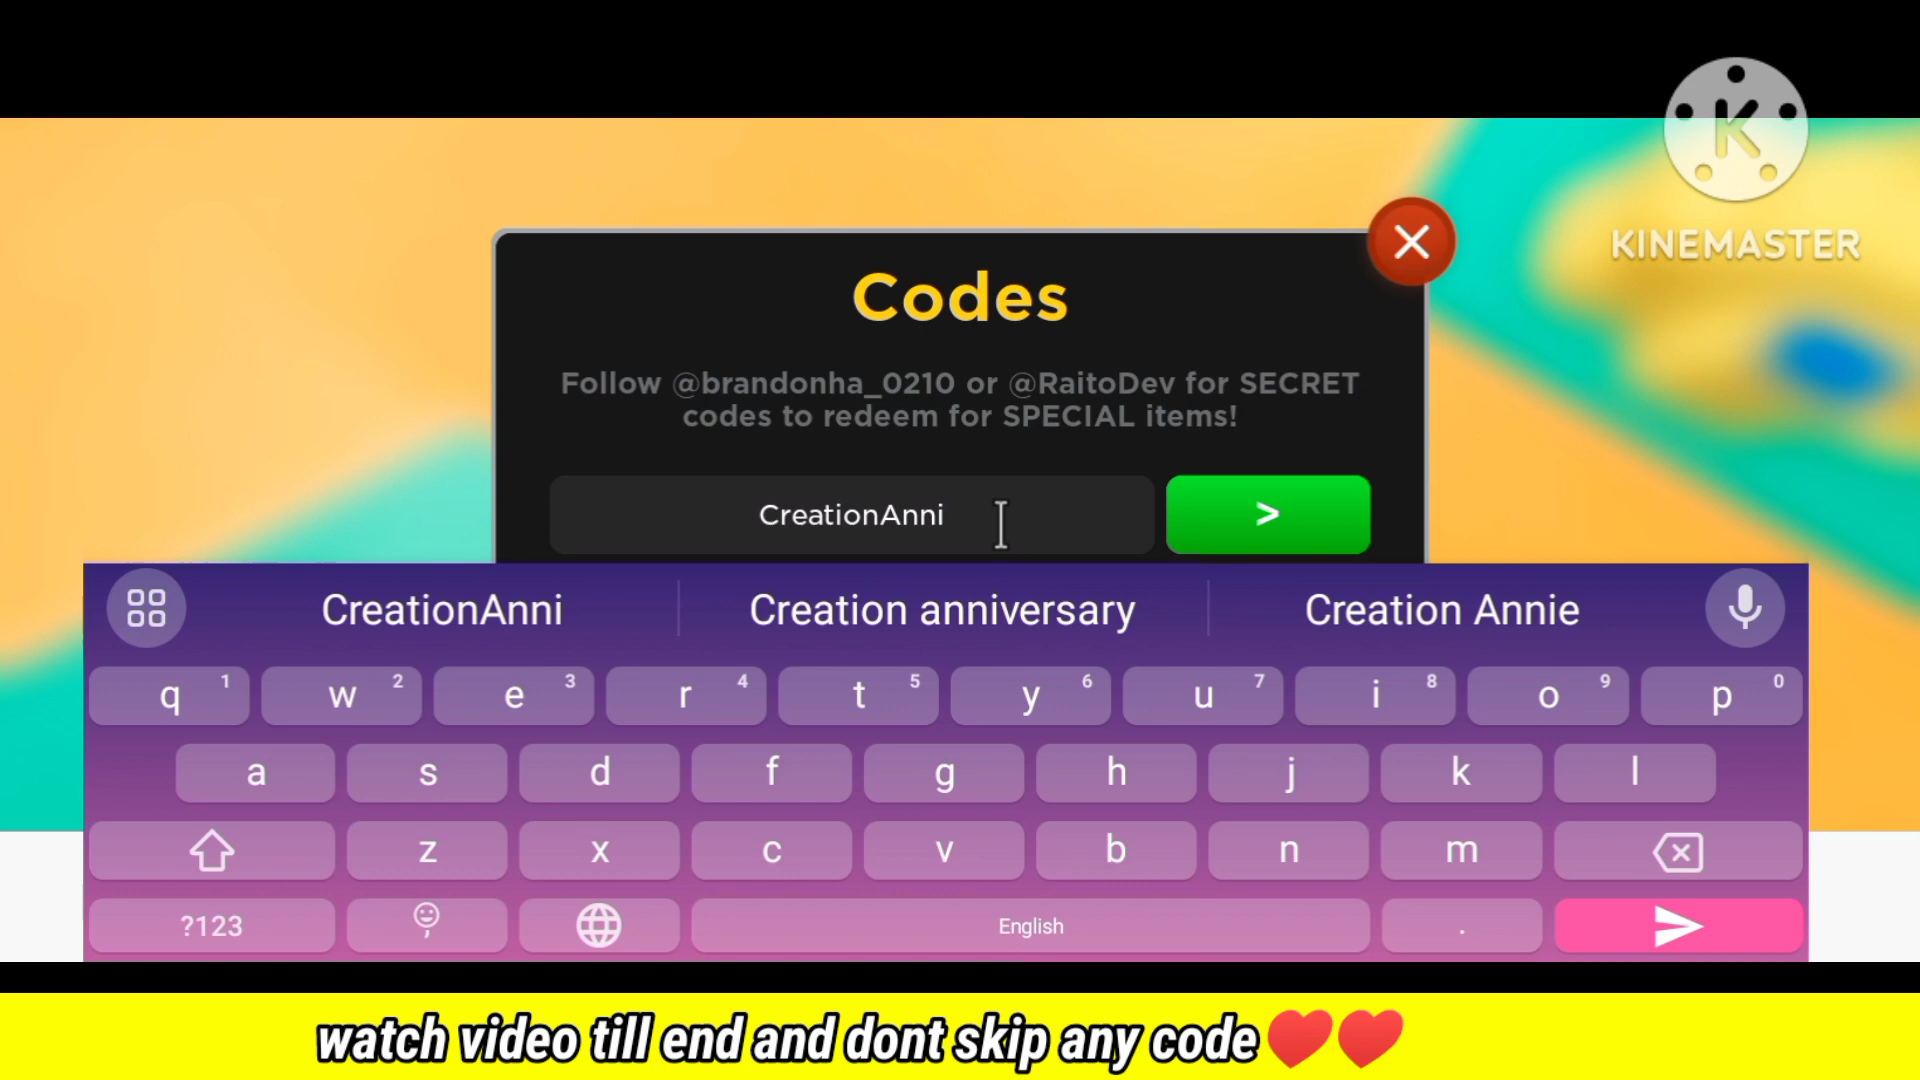 K
KINEMASTER
Codes
Follow @brandonha_0210 or @RaitoDev for SECRET
codes to redeem for SPECIAL items!
CreationAnni >
CreationAnni Creation anniversary Creation Annie
q 1 w 2 e 3 r 4 t 5 y 6 u 7 i 8 o 9 p 0
a s d f g h j k l
z x c v b n m
?123 , English .
watch video till end and dont skip any code❤️❤️